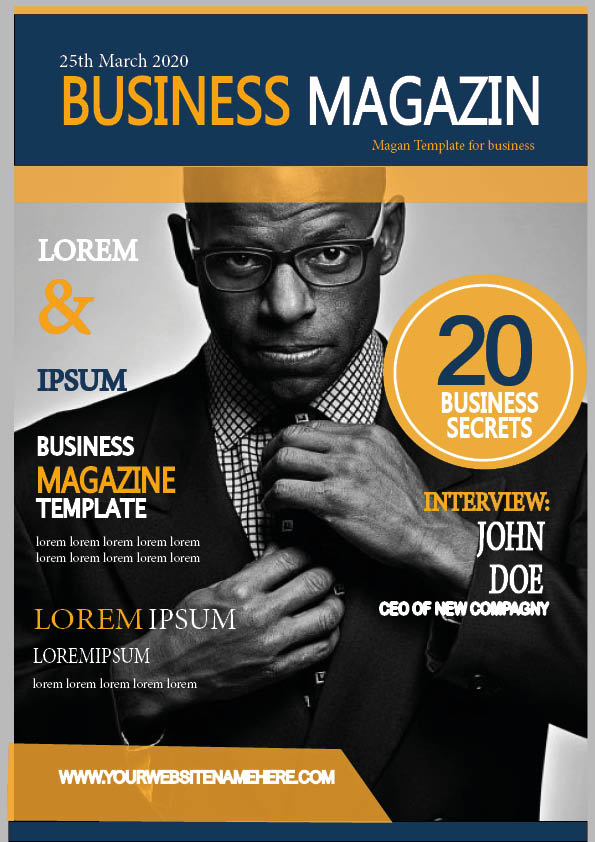 25th March 2020
BUSINESS MAGAZIN
Magan Template for business
LOREM
&
IPSUM
20
BUSINESS
SECRETS
BUSINESS
MAGAZINE
TEMPLATE
lorem lorem lorem lorem lorem
lorem lorem lorem lorem lorem
INTERVIEW:
JOHN
DOE
CEO OF NEW COMPAGNY
LOREM IPSUM
LOREMIPSUM
lorem lorem lorem lorem lorem
WWW.YOURWEBSITENAMEHERE.COM